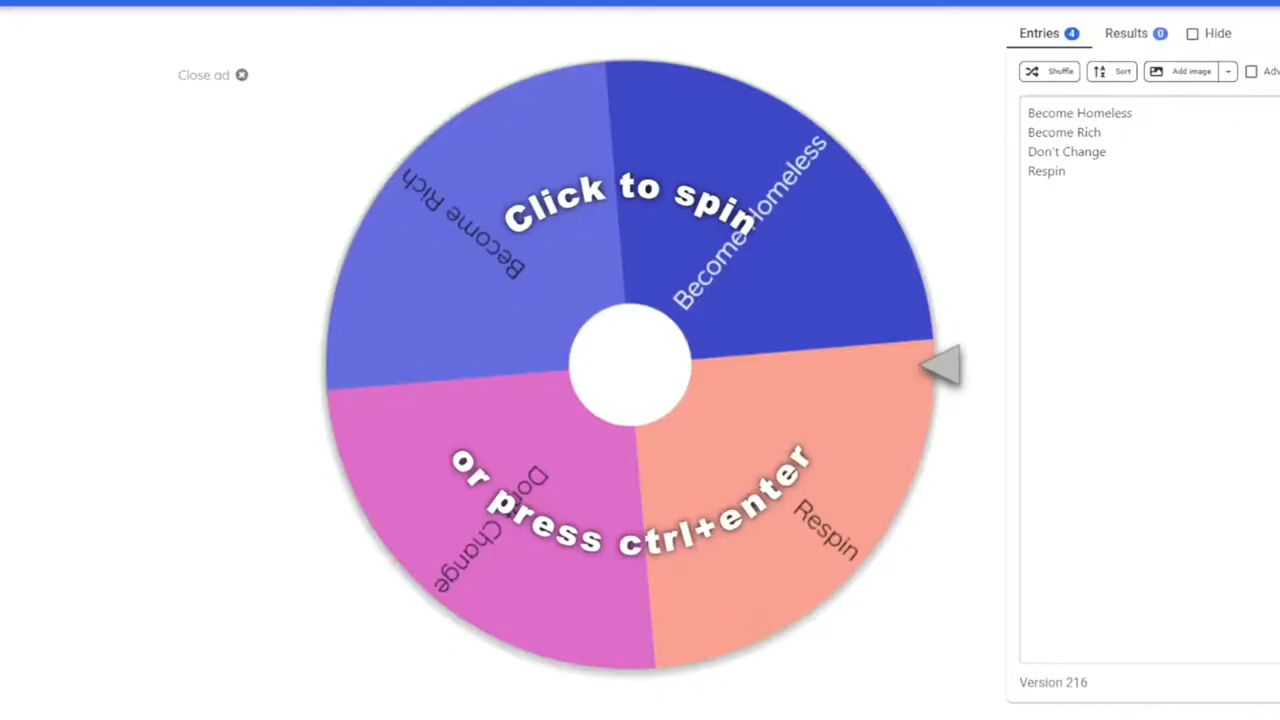 Entries 4
Results 0
Hide
Close ad
Shuffle
Sort
Add image
Become Homeless
Become Rich
Don't Change
Respin
Click to spin
Become Rich
Become Homeless
or press ctrl+enter
Change
Respin
Version 216